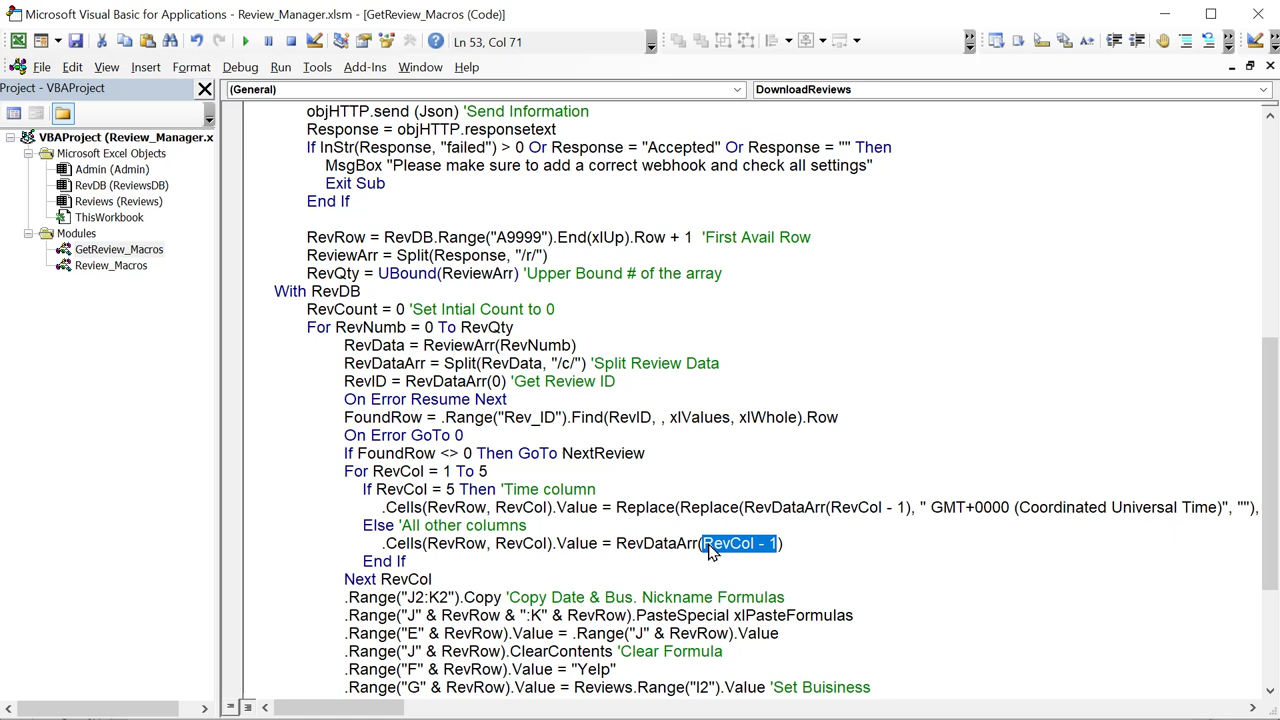 Microsoft Visual Basic for Applications - Review_Manager.xlsm - [GetReview_Macros (Code)]
Ln 53, Col 71
File Edit View Insert Format Debug Run Tools Add-Ins Window Help
Project - VBAProject
(General) DownloadReviews
VBAProject (Review_Manager.x
Microsoft Excel Objects
Admin (Admin)
RevDB (ReviewsDB)
Reviews (Reviews)
ThisWorkbook
Modules
GetReview_Macros
Review_Macros
objHTTP.send (Json) 'Send Information
Response = objHTTP.responsetext
If InStr(Response, "failed") > 0 Or Response = "Accepted" Or Response = "" Then
MsgBox "Please make sure to add a correct webhook and check all settings"
Exit Sub
End If
RevRow = RevDB.Range("A9999").End(xlUp).Row + 1 'First Avail Row
ReviewArr = Split(Response, "/r/")
RevQty = UBound(ReviewArr) 'Upper Bound # of the array
With RevDB
RevCount = 0 'Set Intial Count to 0
For RevNumb = 0 To RevQty
RevData = ReviewArr(RevNumb)
RevDataArr = Split(RevData, "/c/") 'Split Review Data
RevID = RevDataArr(0) 'Get Review ID
On Error Resume Next
FoundRow = .Range("Rev_ID").Find(RevID, , xlValues, xlWhole).Row
On Error GoTo 0
If FoundRow <> 0 Then GoTo NextReview
For RevCol = 1 To 5
If RevCol = 5 Then 'Time column
.Cells(RevRow, RevCol).Value = Replace(Replace(RevDataArr(RevCol - 1), " GMT+0000 (Coordinated Universal Time)", ""),
Else 'All other columns
.Cells(RevRow, RevCol).Value = RevDataArr(RevCol - 1)
End If
Next RevCol
.Range("J2:K2").Copy 'Copy Date & Bus. Nickname Formulas
.Range("J" & RevRow & ":K" & RevRow).PasteSpecial xlPasteFormulas
.Range("E" & RevRow).Value = .Range("J" & RevRow).Value
.Range("J" & RevRow).ClearContents 'Clear Formula
.Range("F" & RevRow).Value = "Yelp"
.Range("G" & RevRow).Value = Reviews.Range("I2").Value 'Set Buisiness